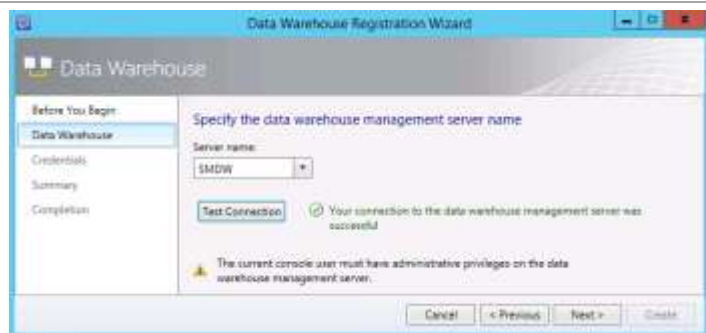 Data Warehouse Registration Wizard
Data Warehouse
Before You Begin
Data Warehouse
Credentials
Summary
Completion
Specify the data warehouse management server name
Server name:
SMDW
Test Connection
Your connection to the data warehouse management server was
successful
The current console user must have administrative privileges on the data
warehouse management server.
Cancel
< Previous
Next >
Create